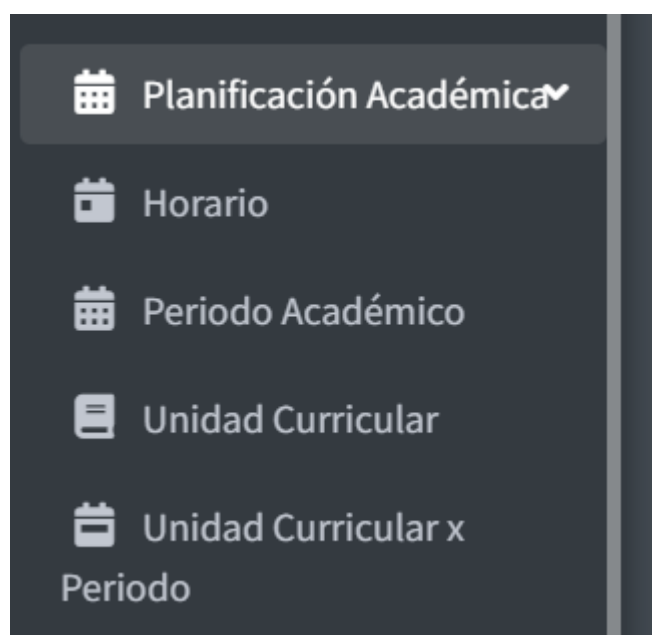 Planificación Académica
Horario
Periodo Académico
Unidad Curricular
Unidad Curricular x
Periodo